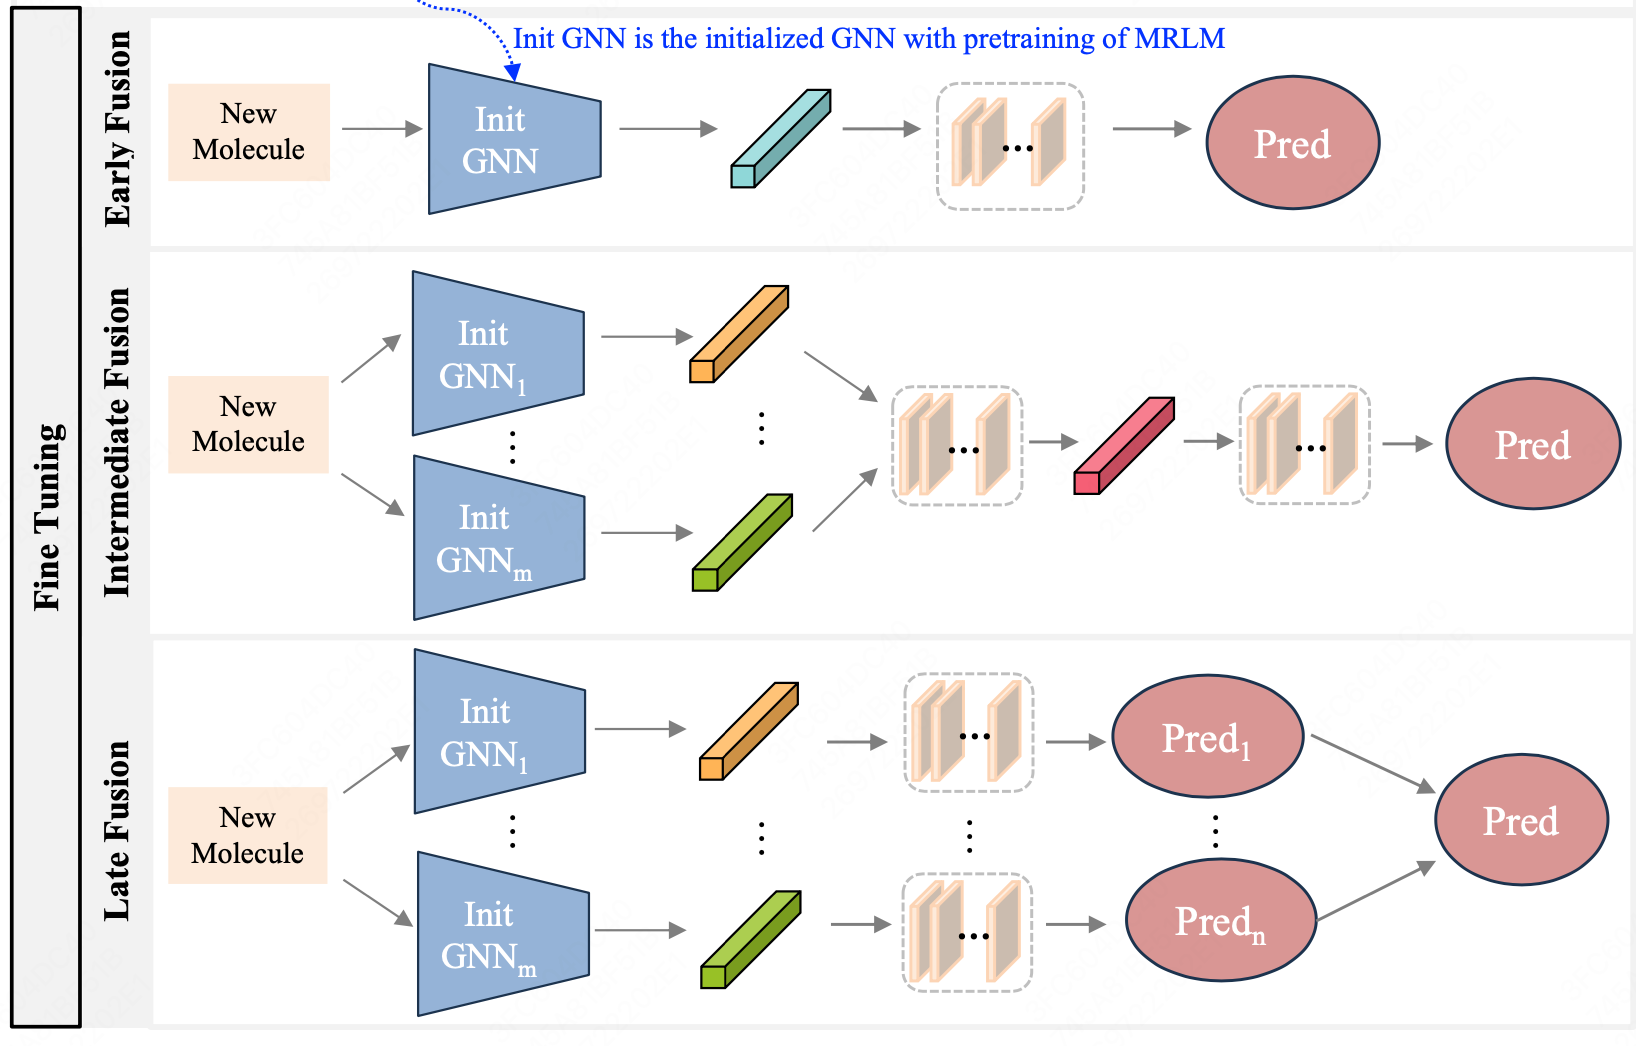 Fine Tuning
Early Fusion
Init GNN is the initialized GNN with pretraining of MRLM
New
Molecule
Init
GNN
...
Pred
Intermediate Fusion
New
Molecule
Init
GNN1
Init
GNNm
...
...
Pred
Late Fusion
New
Molecule
Init
GNN1
...
Pred1
Pred
Init
GNNm
...
Predn